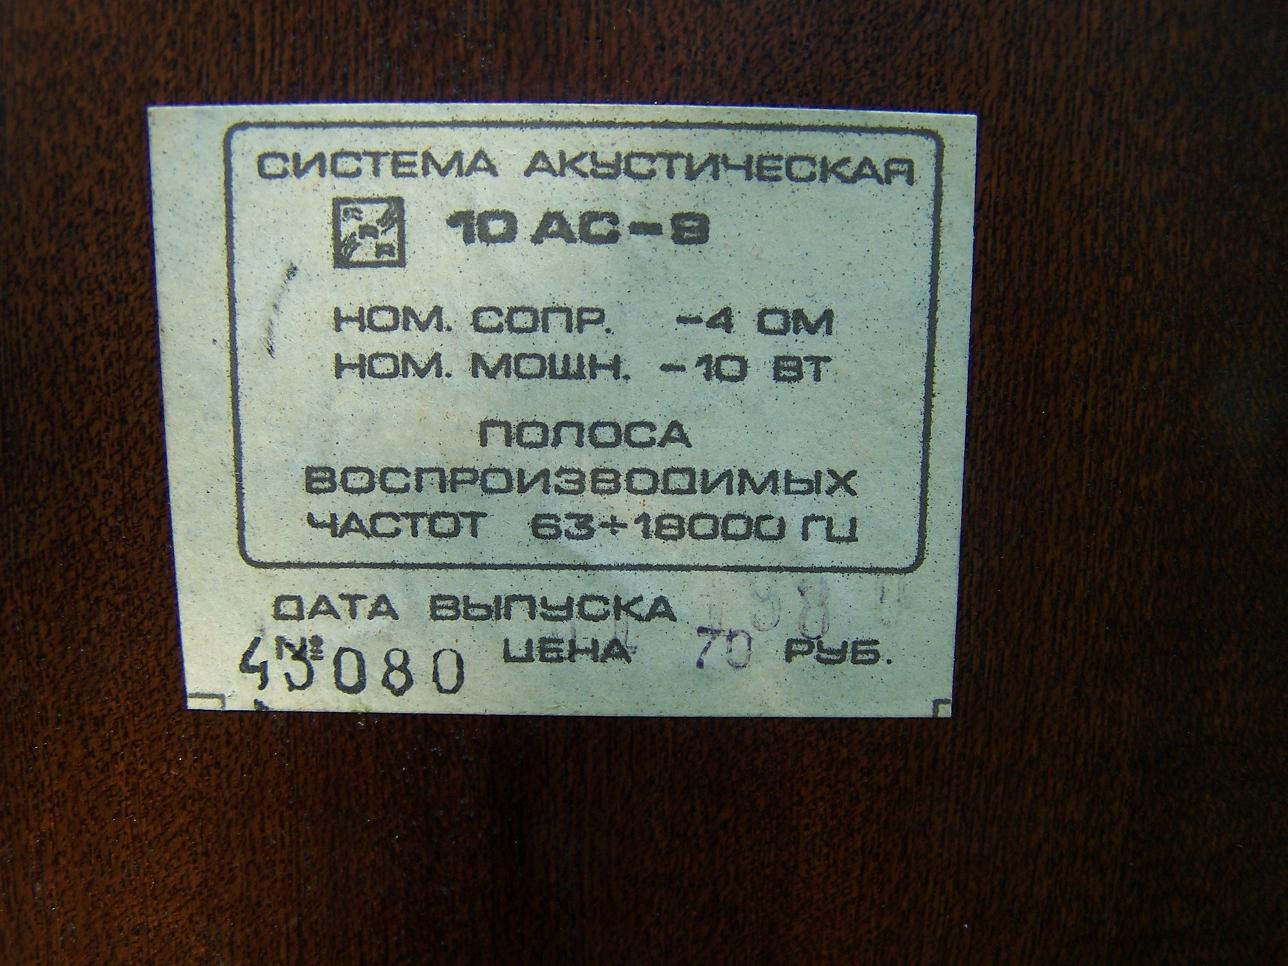 СИСТЕМА АКУСТИЧЕСКАЯ
10 АС-9
НОМ. СОПР. -4 ОМ
НОМ. МОЩН. -10 ВТ
ПОЛОСА
ВОСПРОИЗВОДИМЫХ
ЧАСТОТ 63÷18000 ГЦ
ДАТА ВЫПУСКА
№ 43080 ЦЕНА 70 РУБ.